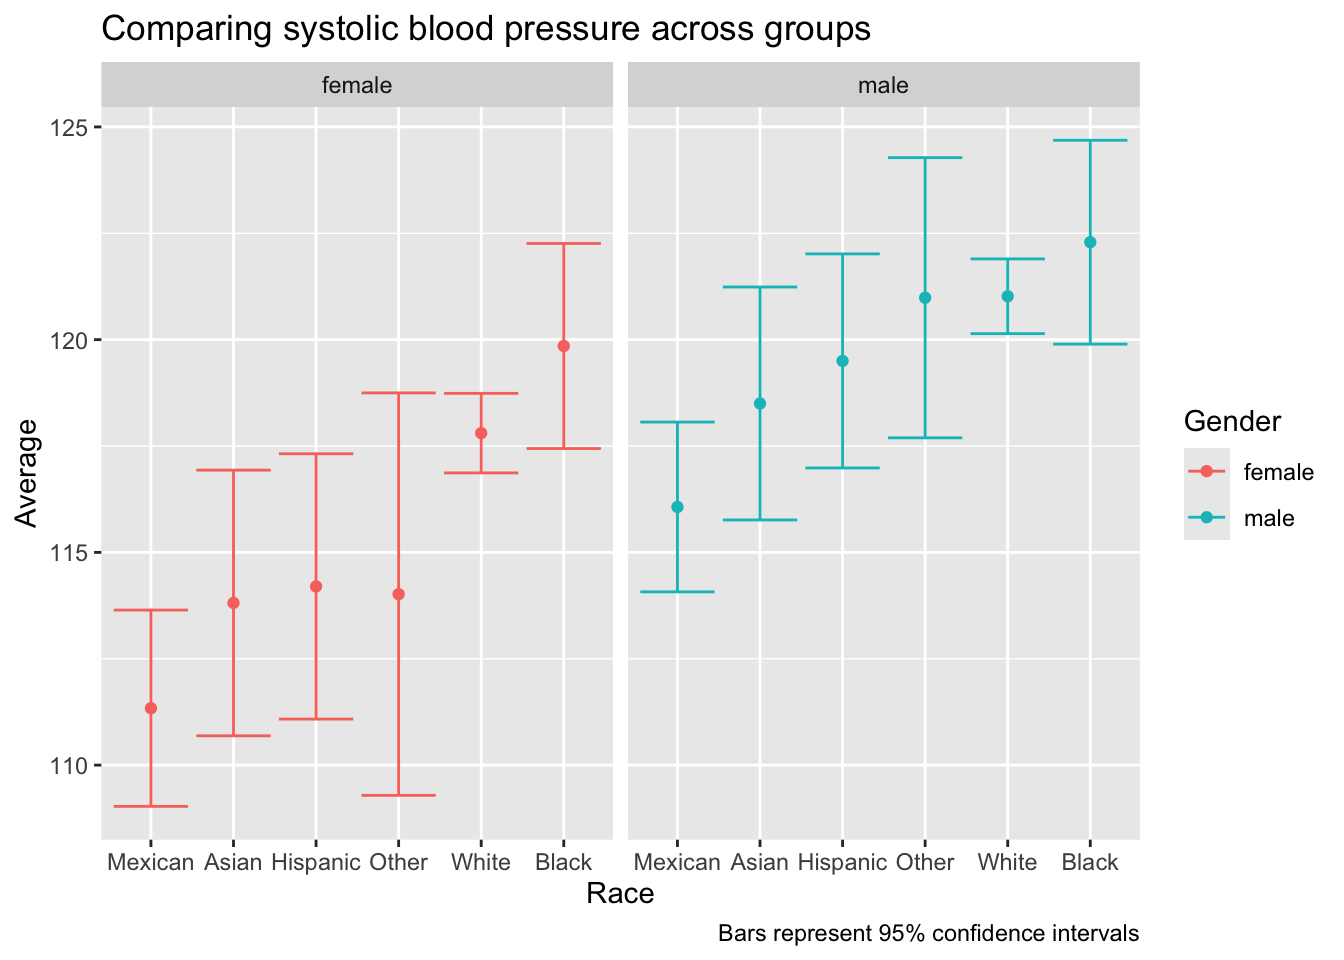 Comparing systolic blood pressure across groups
female male
125
120
115
110
Average
Mexican Asian Hispanic Other White Black Mexican Asian Hispanic Other White Black
Race
Gender
female
male
Bars represent 95% confidence intervals